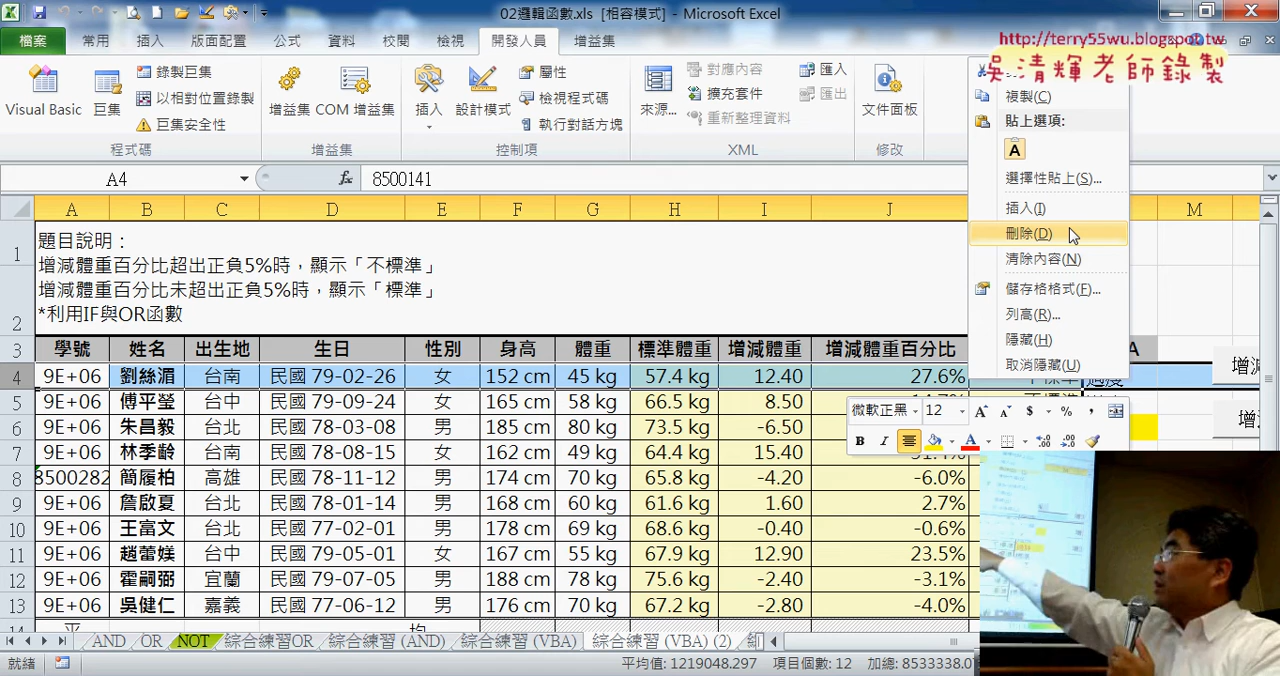 02邏輯函數.xls [相容模式] - Microsoft Excel
http://terry55wu.blogspot.tw
吳清輝老師錄製
檔案 常用 插入 版面配置 公式 資料 校閱 檢視 開發人員 增益集
Visual Basic 巨集 錄製巨集 以相對位置錄製 巨集安全性
增益集 COM 增益集
插入 設計模式 屬性 檢視程式碼 執行對話方塊
來源... 對應內容 擴充套件 重新整理資料 匯入 匯出
文件面板
程式碼 增益集 控制項 XML 修改
複製(C)
貼上選項:
A
選擇性貼上(S)...
插入(I)
刪除(D)
清除內容(N)
儲存格格式(F)...
列高(R)...
隱藏(H)
取消隱藏(U)
A4 fx 8500141
A B C D E F G H I J M
1 題目說明：
增減體重百分比超出正負5%時，顯示「不標準」
增減體重百分比未超出正負5%時，顯示「標準」
2 *利用IF與OR函數
3 學號 姓名 出生地 生日 性別 身高 體重 標準體重 增減體重 增減體重百分比
4 9E+06 劉絲湄 台南 民國 79-02-26 女 152 cm 45 kg 57.4 kg 12.40 27.6%
5 9E+06 傅平瑩 台中 民國 79-09-24 女 165 cm 58 kg 66.5 kg 8.50
6 9E+06 朱昌毅 台北 民國 78-03-08 男 185 cm 80 kg 73.5 kg -6.50
7 9E+06 林季齡 台南 民國 78-08-15 女 162 cm 49 kg 64.4 kg 15.40
8 8500282 簡履柏 高雄 民國 78-11-12 男 174 cm 70 kg 65.8 kg -4.20 -6.0%
9 9E+06 詹啟夏 台北 民國 78-01-14 男 168 cm 60 kg 61.6 kg 1.60 2.7%
10 9E+06 王富文 台北 民國 77-02-01 男 178 cm 69 kg 68.6 kg -0.40 -0.6%
11 9E+06 趙蕾媄 台中 民國 79-05-01 女 167 cm 55 kg 67.9 kg 12.90 23.5%
12 9E+06 霍嗣弼 宜蘭 民國 79-07-05 男 188 cm 78 kg 75.6 kg -2.40 -3.1%
13 9E+06 吳健仁 嘉義 民國 77-06-12 男 176 cm 70 kg 67.2 kg -2.80 -4.0%
微軟正黑 12 A A $ % ,
B I A
AND OR NOT 綜合練習OR 綜合練習 (AND) 綜合練習 (VBA) 綜合練習 (VBA) (2)
就緒 平均值: 1219048.297 項目個數: 12 加總: 8533338.0